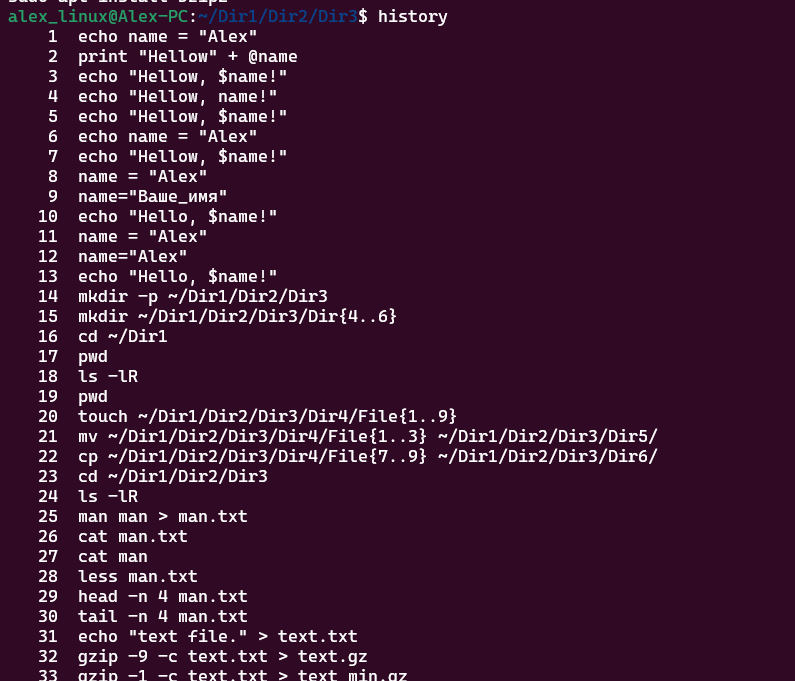 sudo apt install bzip2
alex_linux@Alex-PC:~/Dir1/Dir2/Dir3$ history
1 echo name = "Alex"
2 print "Hellow" + @name
3 echo "Hellow, $name!"
4 echo "Hellow, name!"
5 echo "Hellow, $name!"
6 echo name = "Alex"
7 echo "Hellow, $name!"
8 name = "Alex"
9 name="Ваше_имя"
10 echo "Hello, $name!"
11 name = "Alex"
12 name="Alex"
13 echo "Hello, $name!"
14 mkdir -p ~/Dir1/Dir2/Dir3
15 mkdir ~/Dir1/Dir2/Dir3/Dir{4..6}
16 cd ~/Dir1
17 pwd
18 ls -lR
19 pwd
20 touch ~/Dir1/Dir2/Dir3/Dir4/File{1..9}
21 mv ~/Dir1/Dir2/Dir3/Dir4/File{1..3} ~/Dir1/Dir2/Dir3/Dir5/
22 cp ~/Dir1/Dir2/Dir3/Dir4/File{7..9} ~/Dir1/Dir2/Dir3/Dir6/
23 cd ~/Dir1/Dir2/Dir3
24 ls -lR
25 man man > man.txt
26 cat man.txt
27 cat man
28 less man.txt
29 head -n 4 man.txt
30 tail -n 4 man.txt
31 echo "text file." > text.txt
32 gzip -9 -c text.txt > text.gz
33 gzip -1 -c text.txt > text_min.gz